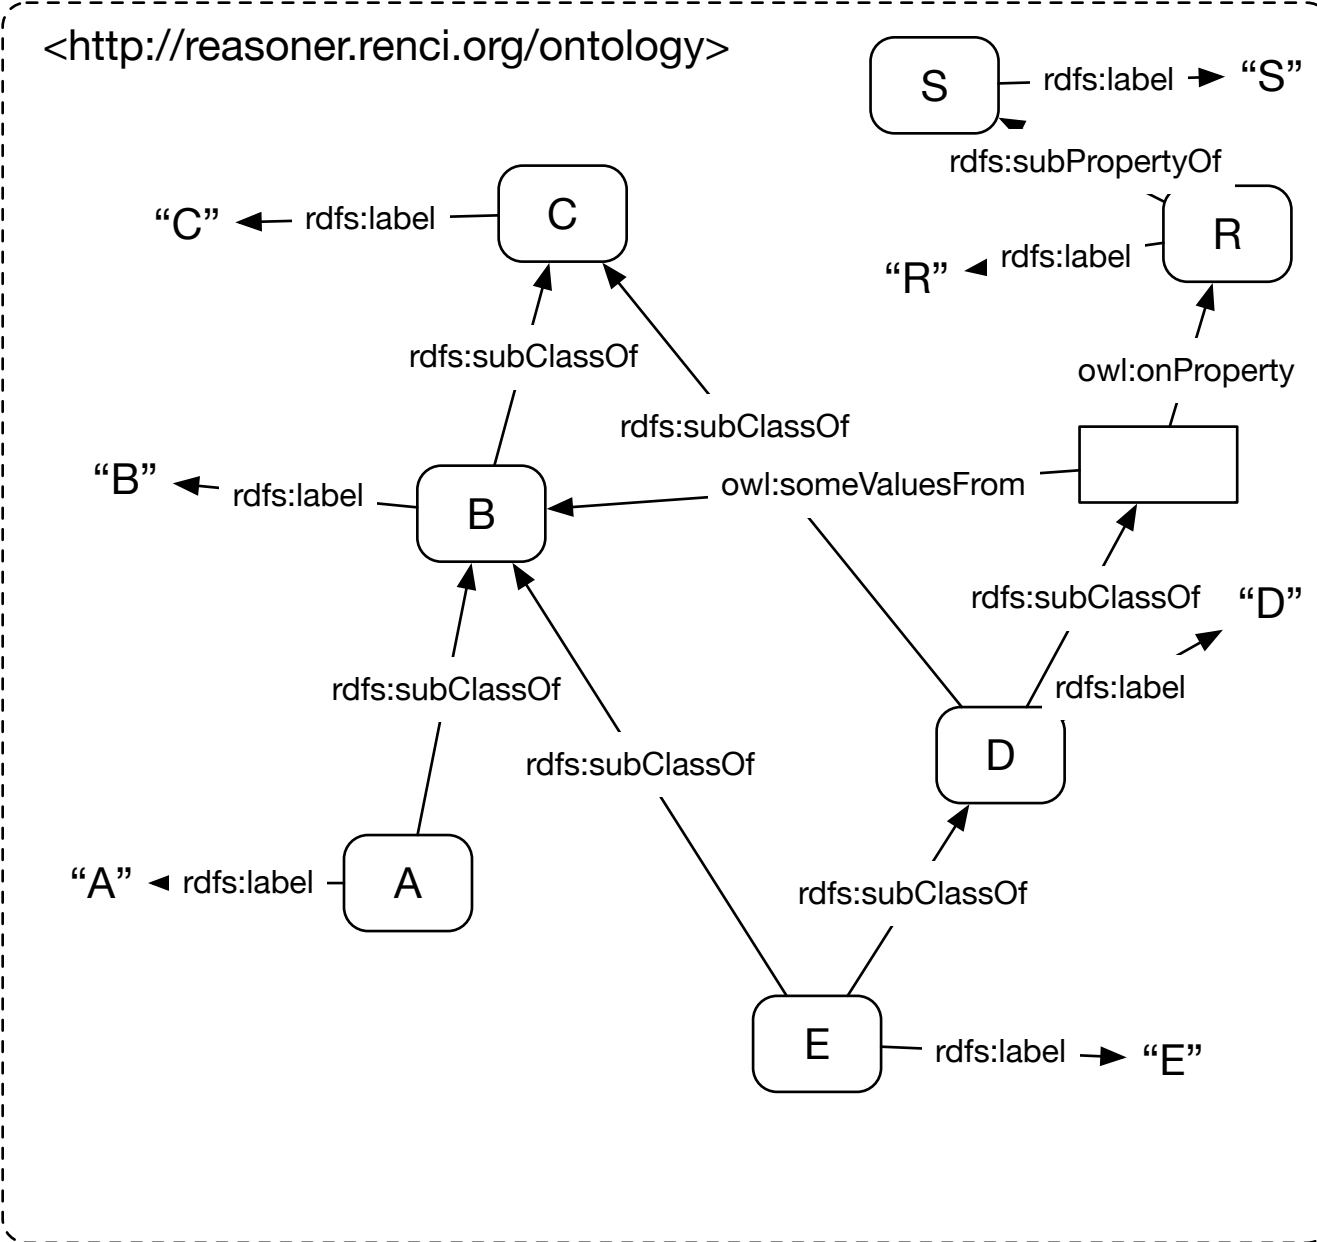 <http://reasoner.renci.org/ontology>
S
rdfs:label
“S”
rdfs:subPropertyOf
“C”
rdfs:label
C
R
“R”
rdfs:label
rdfs:subClassOf
owl:onProperty
rdfs:subClassOf
“B”
rdfs:label
B
owl:someValuesFrom
rdfs:subClassOf
“D”
rdfs:subClassOf
rdfs:label
rdfs:subClassOf
D
“A”
rdfs:label
A
rdfs:subClassOf
E
rdfs:label
“E”